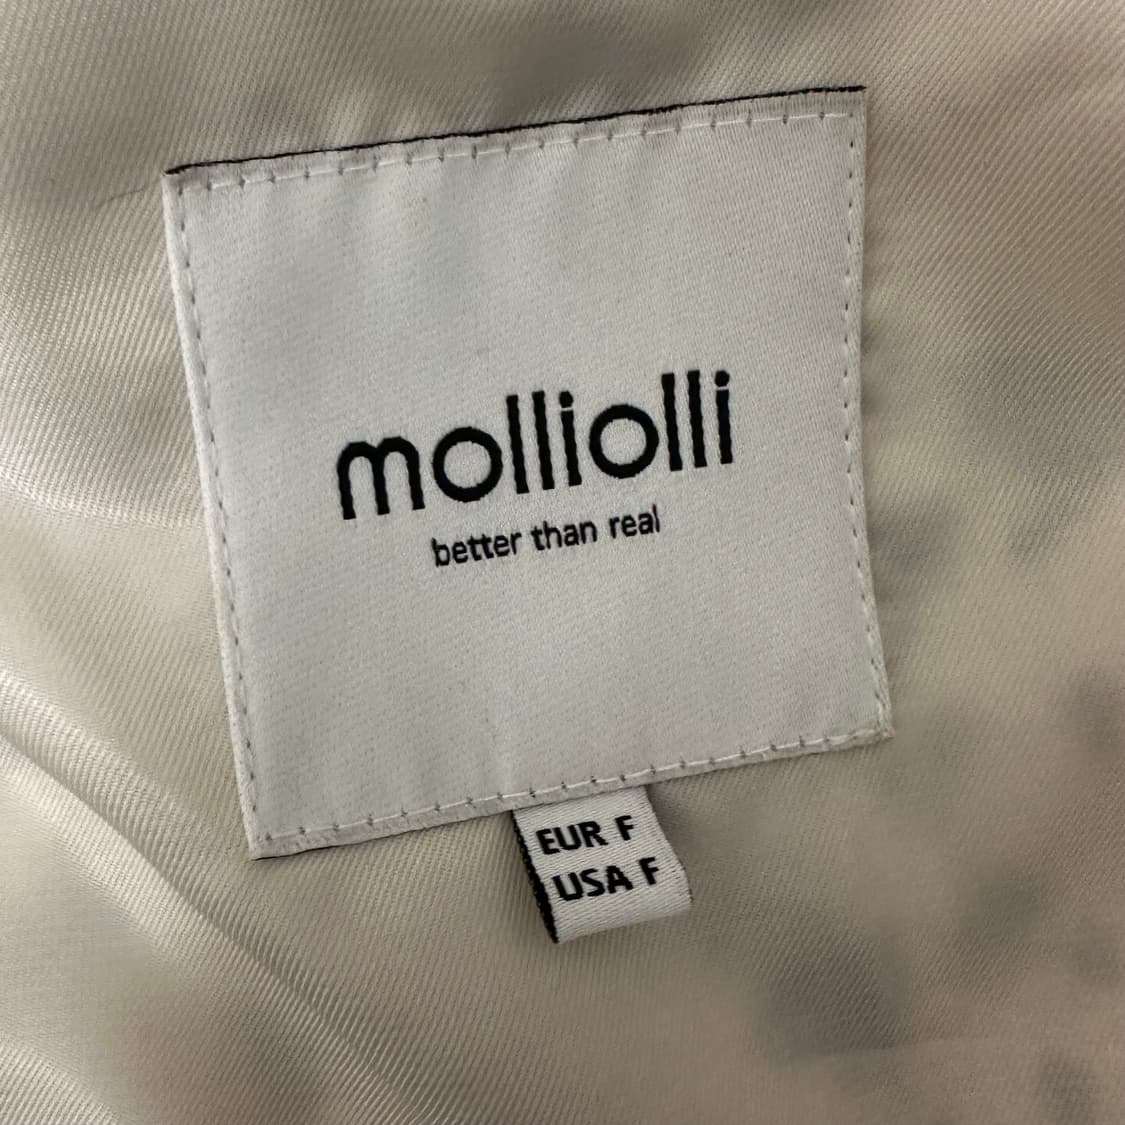 molliolli
better than real
EUR F
USA F